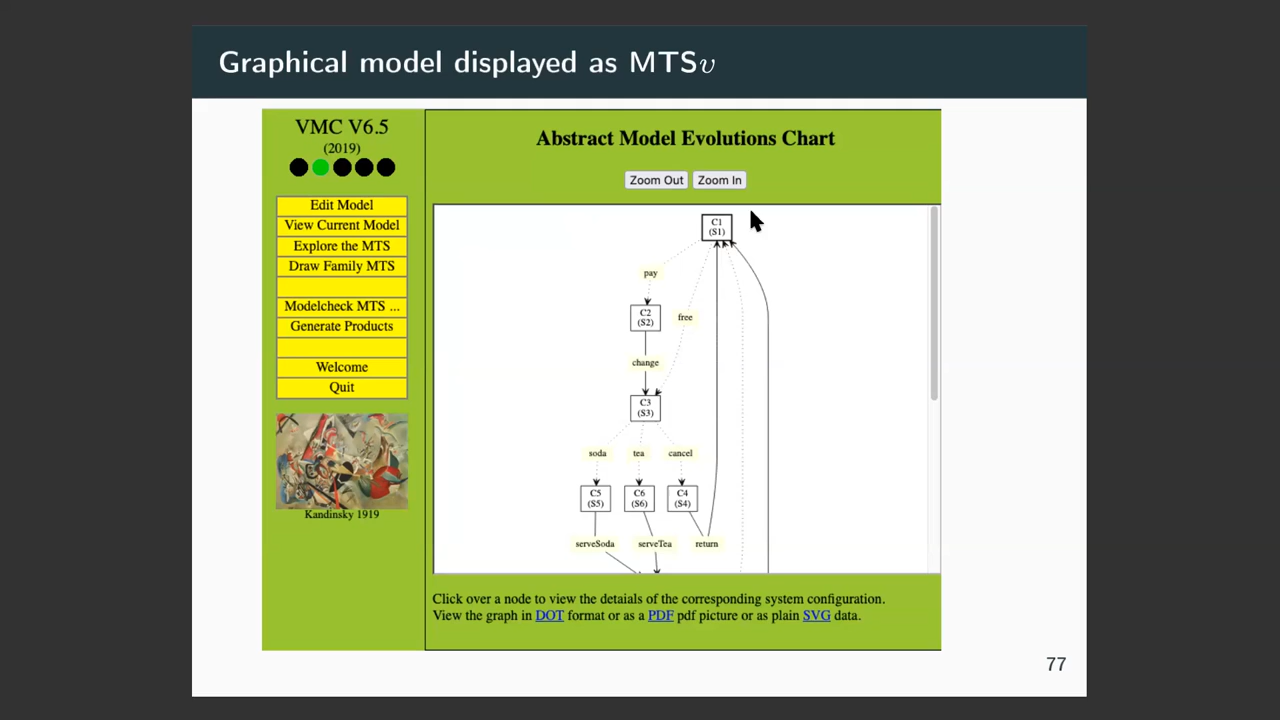 Graphical model displayed as MTSυ
VMC V6.5
(2019)
Edit Model
View Current Model
Explore the MTS
Draw Family MTS
Modelcheck MTS ...
Generate Products
Welcome
Quit
Kandinsky 1919
Abstract Model Evolutions Chart
Zoom Out Zoom In
C1
(S1)
pay
C2
(S2)
free
change
C3
(S3)
soda tea cancel
C5 C6 C4
(S5) (S6) (S4)
serveSoda serveTea return
Click over a node to view the detaials of the corresponding system configuration.
View the graph in DOT format or as a PDF pdf picture or as plain SVG data.
77